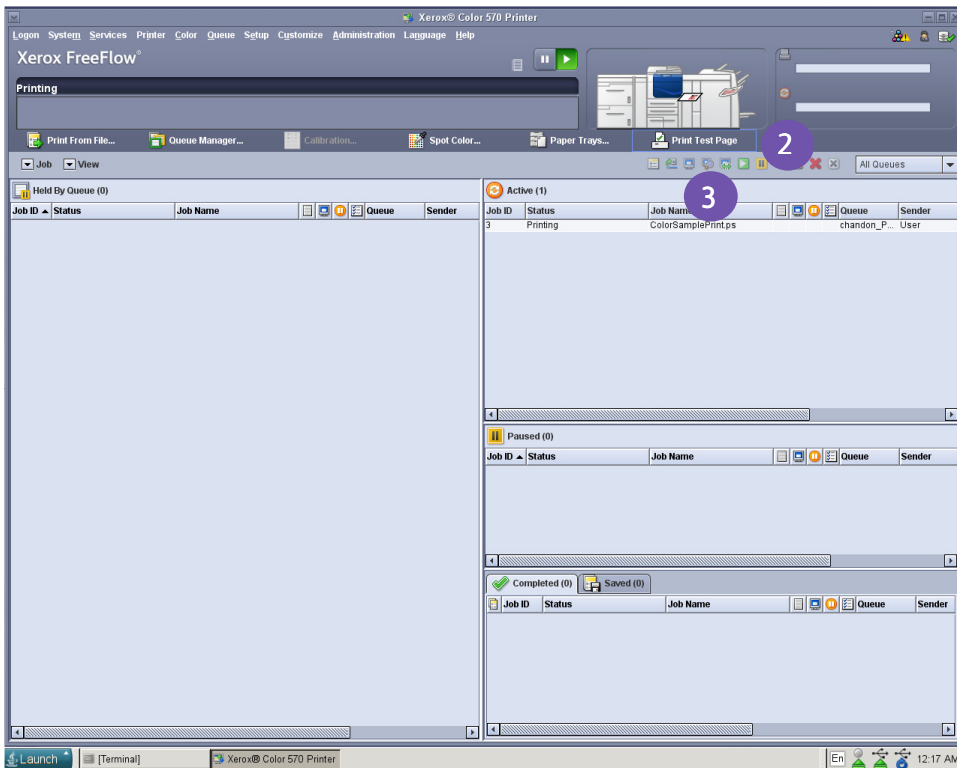 Xerox® Color 570 Printer
Logon System Services Printer Color Queue Setup Customize Administration Language Help
Xerox FreeFlow®
Printing
Print From File... Queue Manager... Calibration... Spot Color... Paper Trays... Print Test Page
2
Job View All Queues
3
Held By Queue (0)
Job ID Status Job Name Queue Sender
Active (1)
Job ID Status Job Name Queue Sender
3 Printing ColorSamplePrint.ps chandon_P... User
Paused (0)
Job ID Status Job Name Queue Sender
Completed (0) Saved (0)
Job ID Status Job Name Queue Sender
Launch [Terminal] Xerox® Color 570 Printer En 12:17 AM